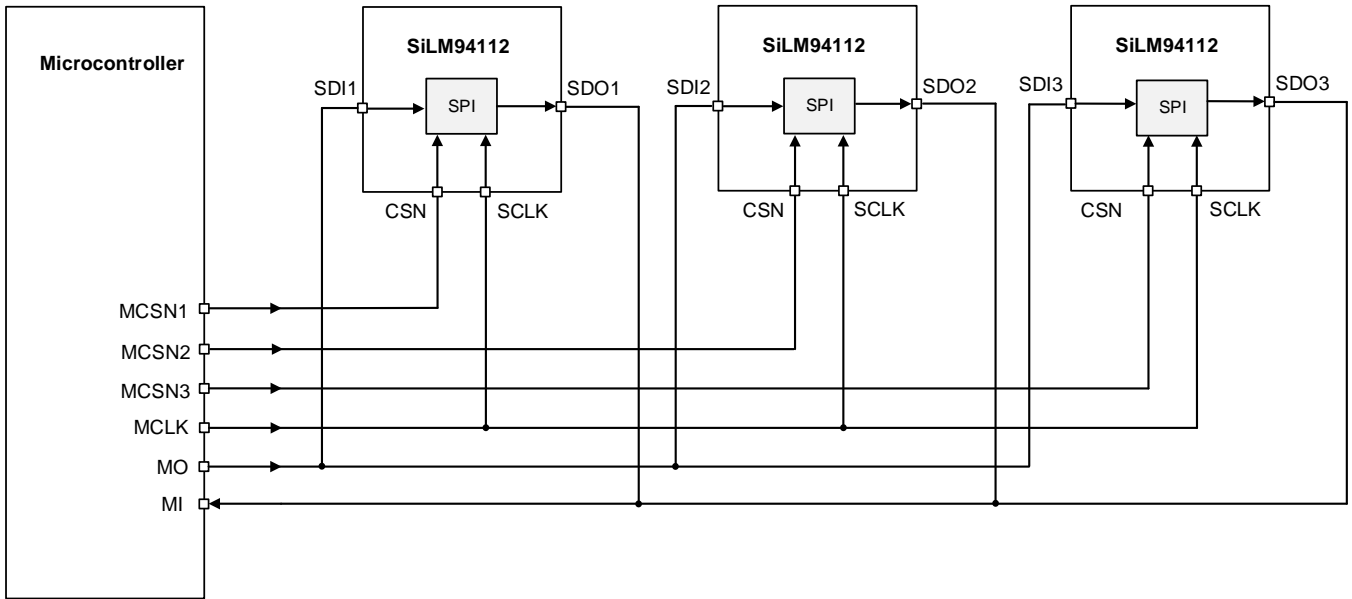 Microcontroller
SiLM94112
SiLM94112
SiLM94112
SDI1
SPI
SDO1
SDI2
SPI
SDO2
SDI3
SPI
SDO3
CSN
SCLK
CSN
SCLK
CSN
SCLK
MCSN1
MCSN2
MCSN3
MCLK
MO
MI